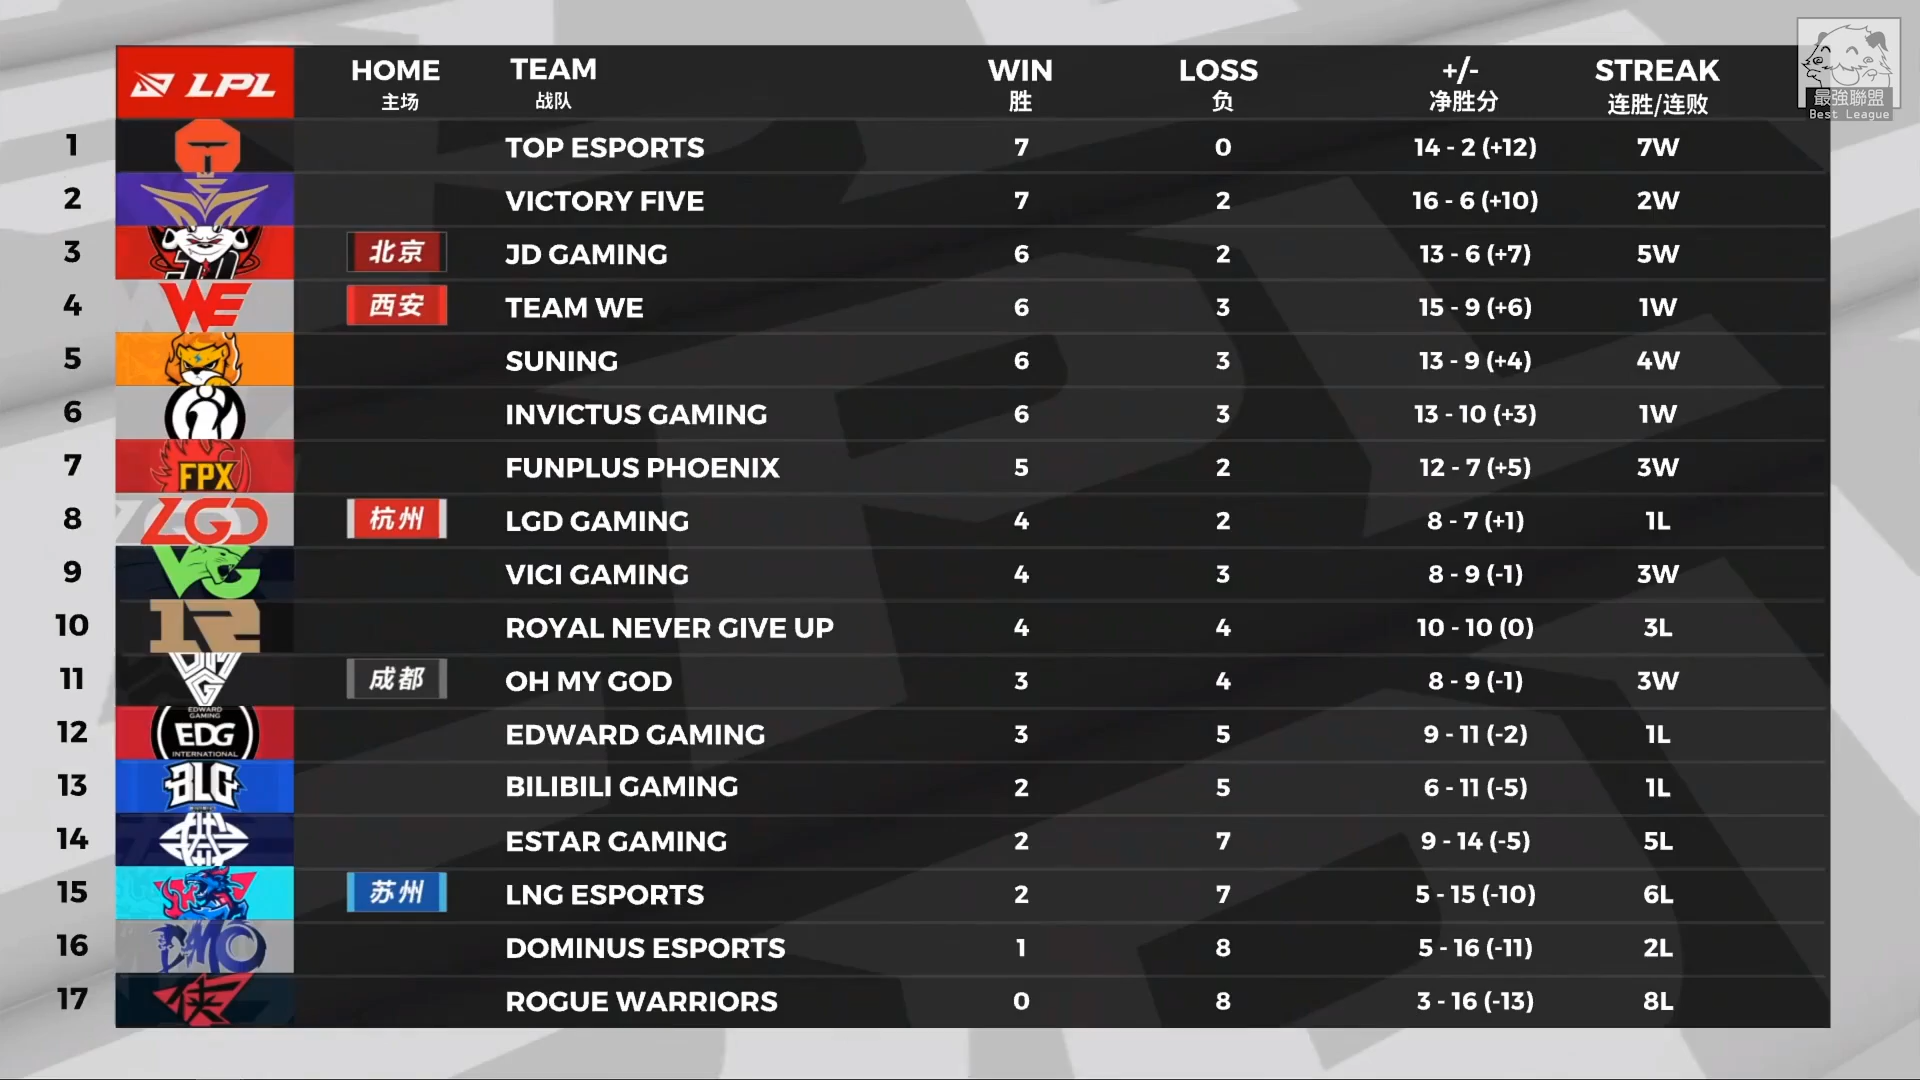 LPL HOME TEAM WIN LOSS +/- STREAK
主场 战队 胜 负 净胜分 连胜/连败
最強聯盟
Best League
1 TOP ESPORTS 7 0 14 - 2 (+12) 7W
2 VICTORY FIVE 7 2 16 - 6 (+10) 2W
3 北京 JD GAMING 6 2 13 - 6 (+7) 5W
4 WE 西安 TEAM WE 6 3 15 - 9 (+6) 1W
5 SUNING 6 3 13 - 9 (+4) 4W
6 INVICTUS GAMING 6 3 13 - 10 (+3) 1W
7 FPX FUNPLUS PHOENIX 5 2 12 - 7 (+5) 3W
8 LGD 杭州 LGD GAMING 4 2 8 - 7 (+1) 1L
9 VG VICI GAMING 4 3 8 - 9 (-1) 3W
10 ROYAL NEVER GIVE UP 4 4 10 - 10 (0) 3L
11 OMG 成都 OH MY GOD 3 4 8 - 9 (-1) 3W
EDWARD
GAMING
12 EDG EDWARD GAMING 3 5 9 - 11 (-2) 1L
INTERNATIONAL
13 BLG BILIBILI GAMING 2 5 6 - 11 (-5) 1L
14 ESTAR GAMING 2 7 9 - 14 (-5) 5L
15 苏州 LNG ESPORTS 2 7 5 - 15 (-10) 6L
16 DMO DOMINUS ESPORTS 1 8 5 - 16 (-11) 2L
17 侠 ROGUE WARRIORS 0 8 3 - 16 (-13) 8L